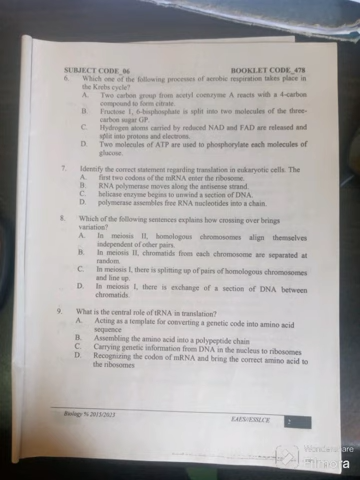 SUBJECT CODE_06 BOOKLET CODE_478
6. Which one of the following processes of aerobic respiration takes place in
the Krebs cycle?
A. Two carbon group from acetyl coenzyme A reacts with a 4-carbon
compound to form citrate.
B. Fructose 1, 6-bisphosphate is split into two molecules of the three-
carbon sugar GP.
C. Hydrogen atoms carried by reduced NAD and FAD are released and
split into protons and electrons.
D. Two molecules of ATP are used to phosphorylate each molecules of
glucose.
7. Identify the correct statement regarding translation in eukaryotic cells. The
A. first two codons of the mRNA enter the ribosome.
B. RNA polymerase moves along the antisense strand.
C. helicase enzyme begins to unwind a section of DNA.
D. polymerase assembles free RNA nucleotides into a chain.
8. Which of the following sentences explains how crossing over brings
variation?
A. In meiosis II, homologous chromosomes align themselves
independent of other pairs.
B. In meiosis II, chromatids from each chromosome are separated at
random.
C. In meiosis I, there is splitting up of pairs of homologous chromosomes
and line up.
D. In meiosis I, there is exchange of a section of DNA between
chromatids.
9. What is the central role of tRNA in translation?
A. Acting as a template for converting a genetic code into amino acid
sequence
B. Assembling the amino acid into a polypeptide chain
C. Carrying genetic information from DNA in the nucleus to ribosomes
D. Recognizing the codon of mRNA and bring the correct amino acid to
the ribosomes
Biology % 2013/2015 EAES//ESSLCE 2
Wondershare
Filmora